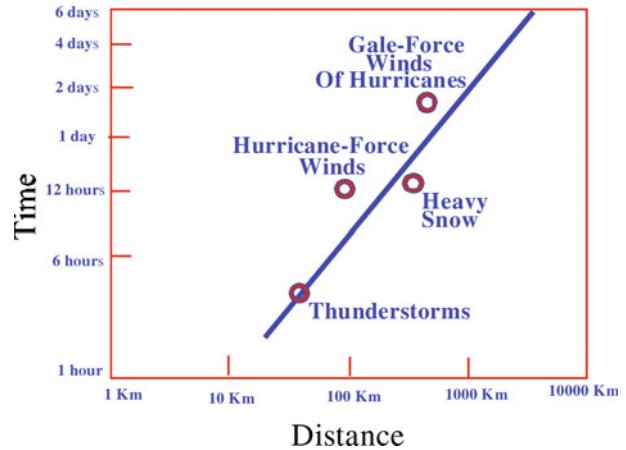 6 days
4 days
2 days
1 day
12 hours
6 hours
1 hour
Time
Gale-Force
Winds
Of Hurricanes
Hurricane-Force
Winds
Heavy
Snow
Thunderstorms
1 Km
10 Km
100 Km
1000 Km
10000 Km
Distance